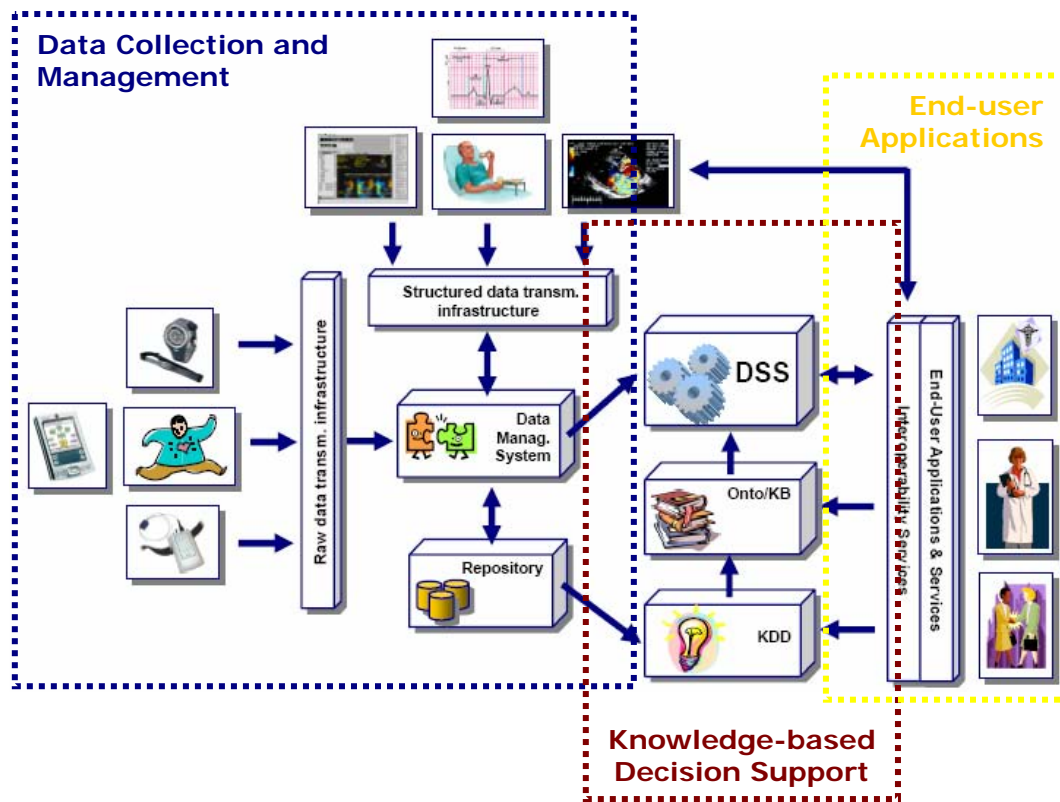 Data Collection and
Management
End-user
Applications
Structured data transm.
infrastructure
Raw data transm. infrastructure
Data
Manag.
System
Repository
DSS
Onto/KB
KDD
Interoperability Services
End-User Applications & Services
Knowledge-based
Decision Support